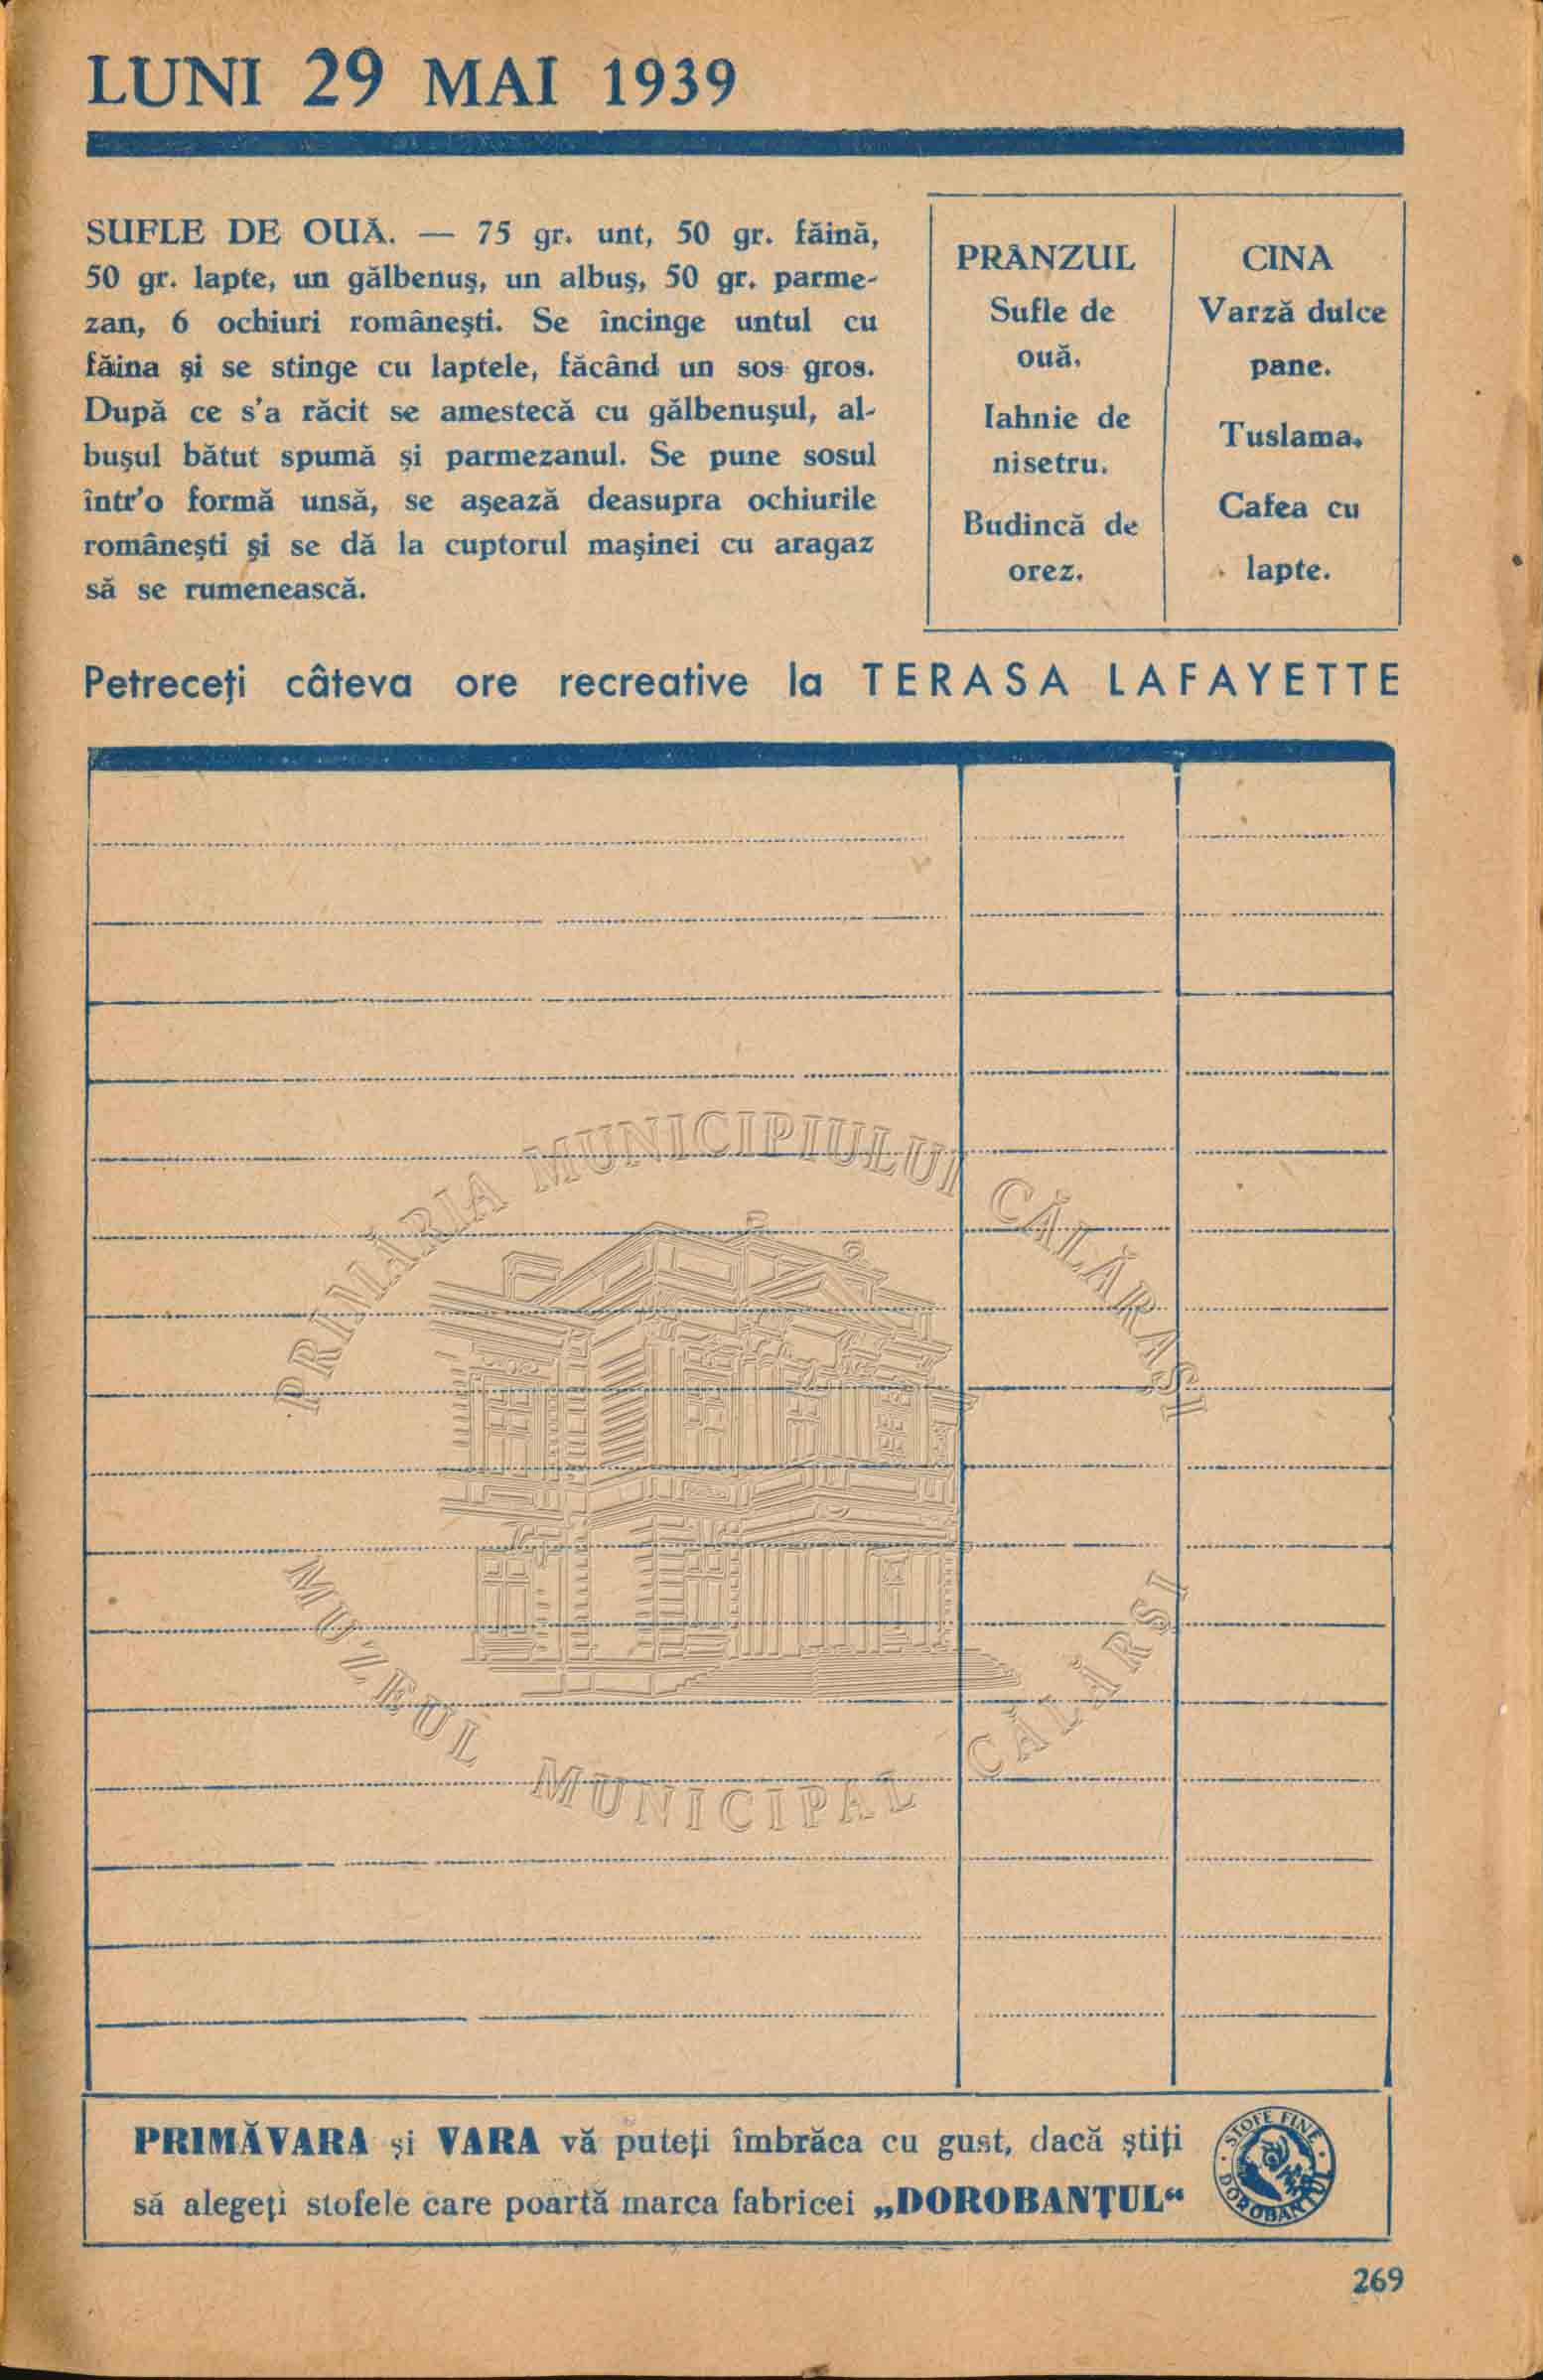 LUNI 29 MAI 1939
SUFLE DE OUĂ. — 75 gr. unt, 50 gr. făină,
50 gr. lapte, un gălbenuş, un albuş, 50 gr. parme-
zan, 6 ochiuri româneşti. Se încinge untul cu
făina şi se stinge cu laptele, făcând un sos gros.
După ce s'a răcit se amestecă cu gălbenuşul, al-
buşul bătut spumă şi parmezanul. Se pune sosul
într'o formă unsă, se aşează deasupra ochiurile
româneşti şi se dă la cuptorul maşinei cu aragaz
să se rumenească.
PRÂNZUL
Sufle de
ouă.
Iahnie de
nisetru.
Budincă de
orez.
CINA
Varză dulce
pane.
Tuslama.
Cafea cu
lapte.
Petreceţi câteva ore recreative la TERASA LAFAYETTE
PRIMĂRIA MUNICIPIULUI CĂLĂRAŞI
MUZEUL MUNICIPAL CĂLĂRŞI
PRIMĂVARA şi VARA vă puteţi îmbrăca cu gust, dacă ştiţi
să alegeţi stofele care poartă marca fabricei „DOROBANŢUL“
STOFE FINE
DOROBANŢUL
269